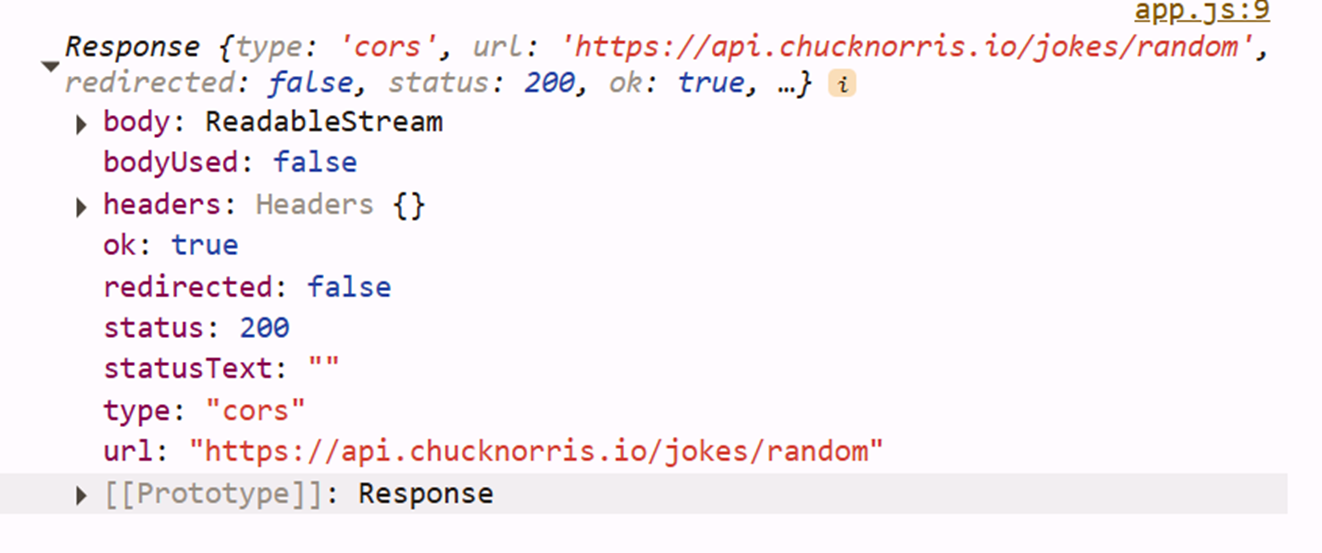 app.js:9
Response {type: 'cors', url: 'https://api.chucknorris.io/jokes/random',
redirected: false, status: 200, ok: true, …} i
body: ReadableStream
bodyUsed: false
headers: Headers {}
ok: true
redirected: false
status: 200
statusText: ""
type: "cors"
url: "https://api.chucknorris.io/jokes/random"
[[Prototype]]: Response